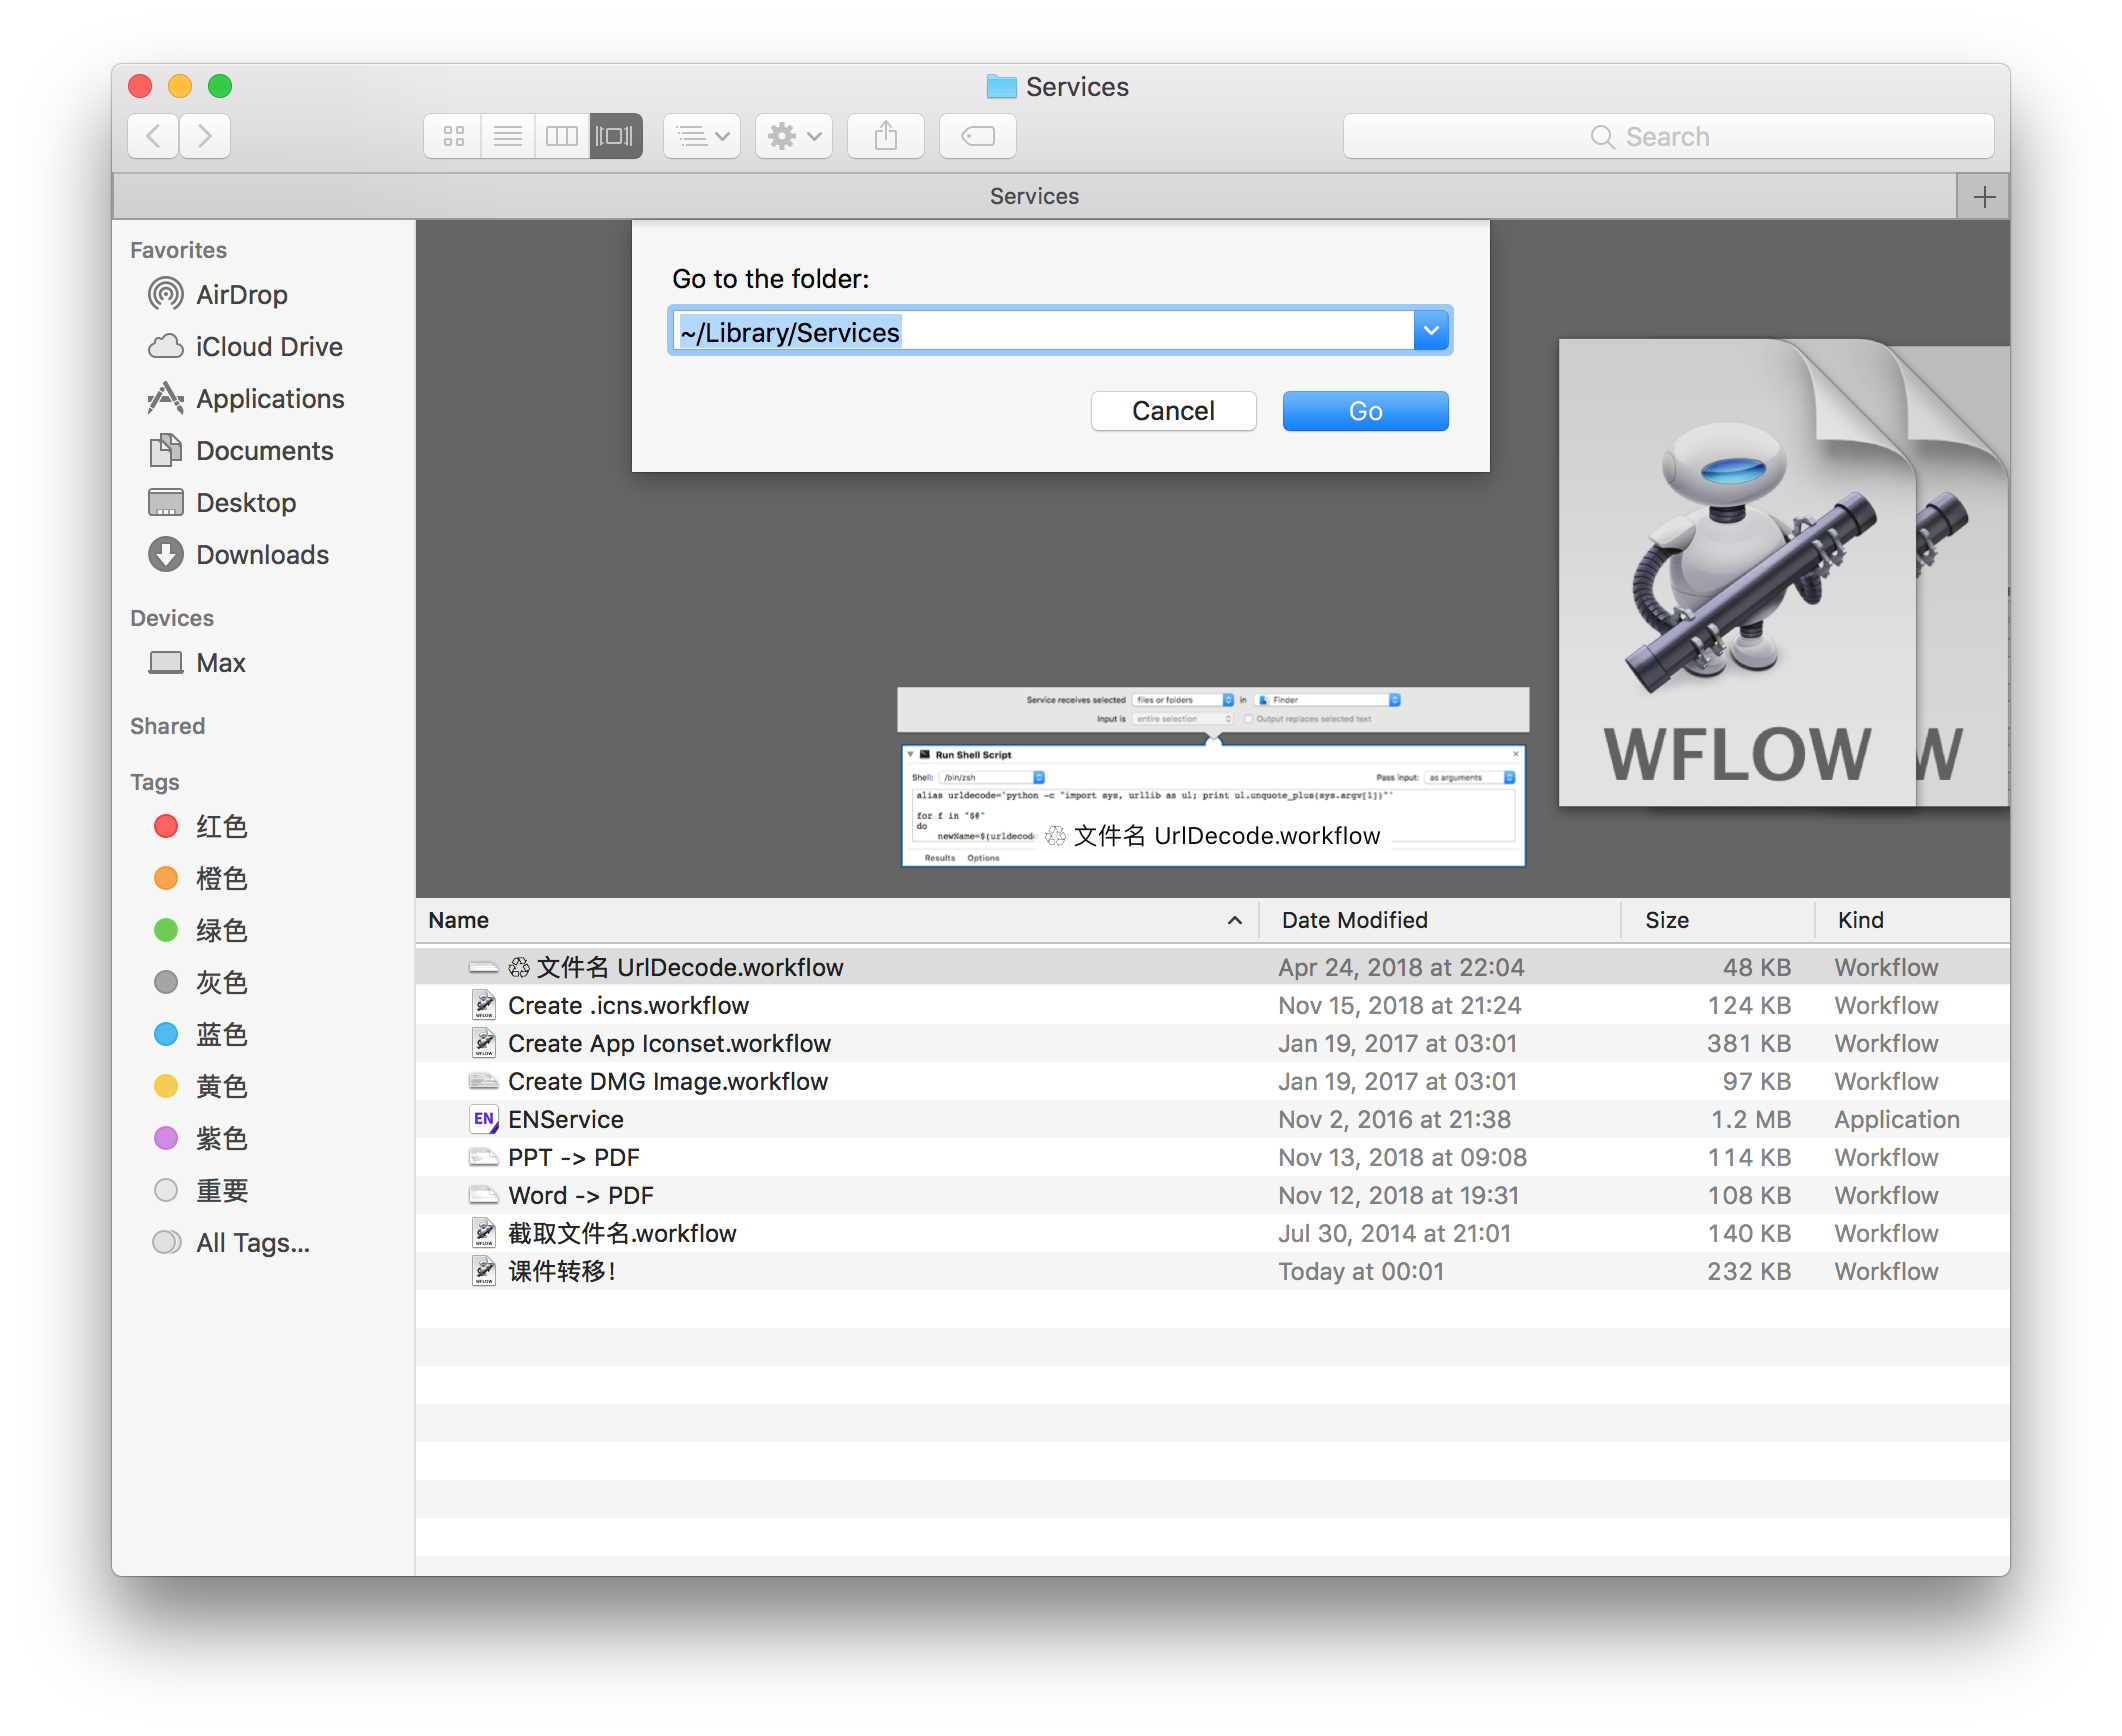 Services
Search
Services
Favorites
AirDrop
iCloud Drive
Applications
Documents
Desktop
Downloads
Devices
Max
Shared
Tags
红色
橙色
绿色
灰色
蓝色
黄色
紫色
重要
All Tags...
Go to the folder:
~/Library/Services
Cancel Go
WFLOW W
Service receives selected files or folders in Finder
Input is entire selection Output replaces selected text
Run Shell Script
Shell: /bin/zsh Pass input: as arguments
alias urldecode='python -c "import sys, urllib as ul; print ul.unquote_plus(sys.argv[1])"'
for f in "$@"
do
newName=$(urldecode
♲ 文件名 UrlDecode.workflow
Results Options
Name Date Modified Size Kind
♲ 文件名 UrlDecode.workflow Apr 24, 2018 at 22:04 48 KB Workflow
Create .icns.workflow Nov 15, 2018 at 21:24 124 KB Workflow
Create App Iconset.workflow Jan 19, 2017 at 03:01 381 KB Workflow
Create DMG Image.workflow Jan 19, 2017 at 03:01 97 KB Workflow
EN ENService Nov 2, 2016 at 21:38 1.2 MB Application
PPT -> PDF Nov 13, 2018 at 09:08 114 KB Workflow
Word -> PDF Nov 12, 2018 at 19:31 108 KB Workflow
截取文件名.workflow Jul 30, 2014 at 21:01 140 KB Workflow
课件转移！ Today at 00:01 232 KB Workflow